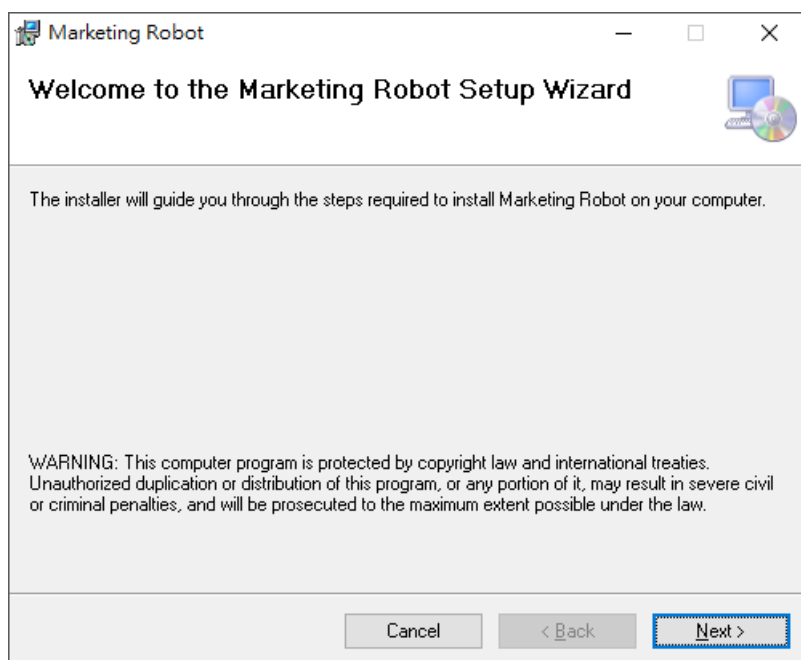 Marketing Robot
Welcome to the Marketing Robot Setup Wizard
The installer will guide you through the steps required to install Marketing Robot on your computer.
WARNING: This computer program is protected by copyright law and international treaties.
Unauthorized duplication or distribution of this program, or any portion of it, may result in severe civil
or criminal penalties, and will be prosecuted to the maximum extent possible under the law.
Cancel
< Back
Next >